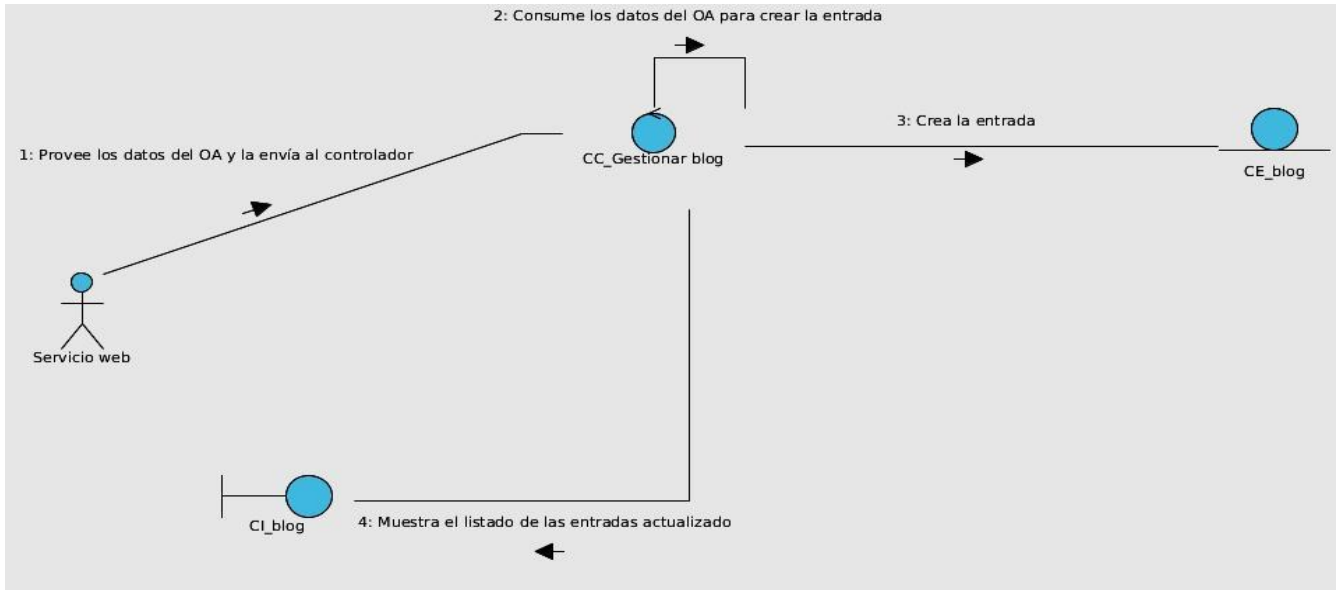 2: Consume los datos del OA para crear la entrada
3: Crea la entrada
1: Provee los datos del OA y la envía al controlador
CC_Gestionar blog
CE_blog
Servicio web
CI_blog
4: Muestra el listado de las entradas actualizado